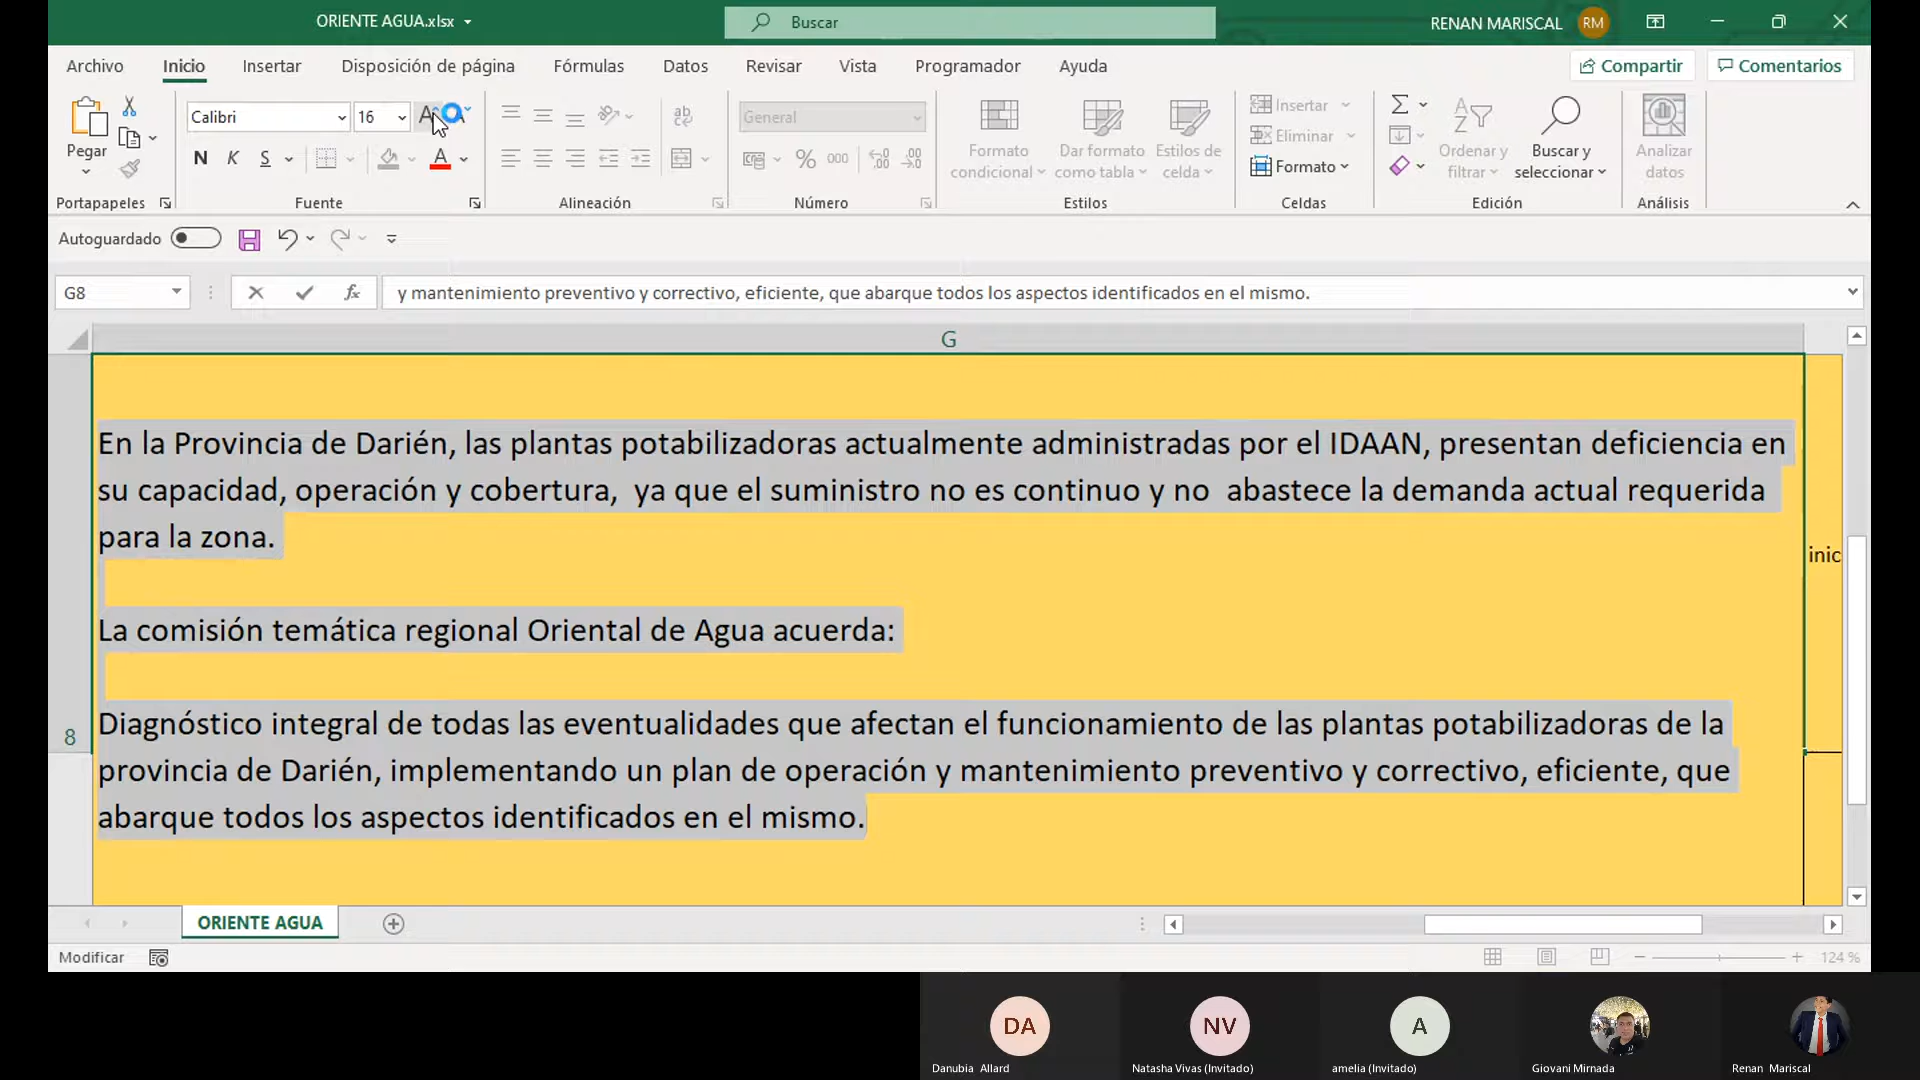 ORIENTE AGUA.xlsx
Buscar
RENAN MARISCAL RM
Archivo Inicio Insertar Disposición de página Fórmulas Datos Revisar Vista Programador Ayuda Compartir Comentarios
Pegar
Calibri 16
N K S
General
% 000
Formato condicional
Dar formato como tabla
Estilos de celda
Insertar
Eliminar
Formato
Ordenar y filtrar
Buscar y seleccionar
Analizar datos
Portapapeles Fuente Alineación Número Estilos Celdas Edición Análisis
Autoguardado
G8 fx y mantenimiento preventivo y correctivo, eficiente, que abarque todos los aspectos identificados en el mismo.
G
En la Provincia de Darién, las plantas potabilizadoras actualmente administradas por el IDAAN, presentan deficiencia en
su capacidad, operación y cobertura,  ya que el suministro no es continuo y no  abastece la demanda actual requerida
para la zona.
inic
La comisión temática regional Oriental de Agua acuerda:
Diagnóstico integral de todas las eventualidades que afectan el funcionamiento de las plantas potabilizadoras de la
8
provincia de Darién, implementando un plan de operación y mantenimiento preventivo y correctivo, eficiente, que
abarque todos los aspectos identificados en el mismo.
ORIENTE AGUA
Modificar
124 %
DA NV A
Danubia Allard
Natasha Vivas (Invitado)
amelia (Invitado)
Giovani Mirnada
Renan Mariscal